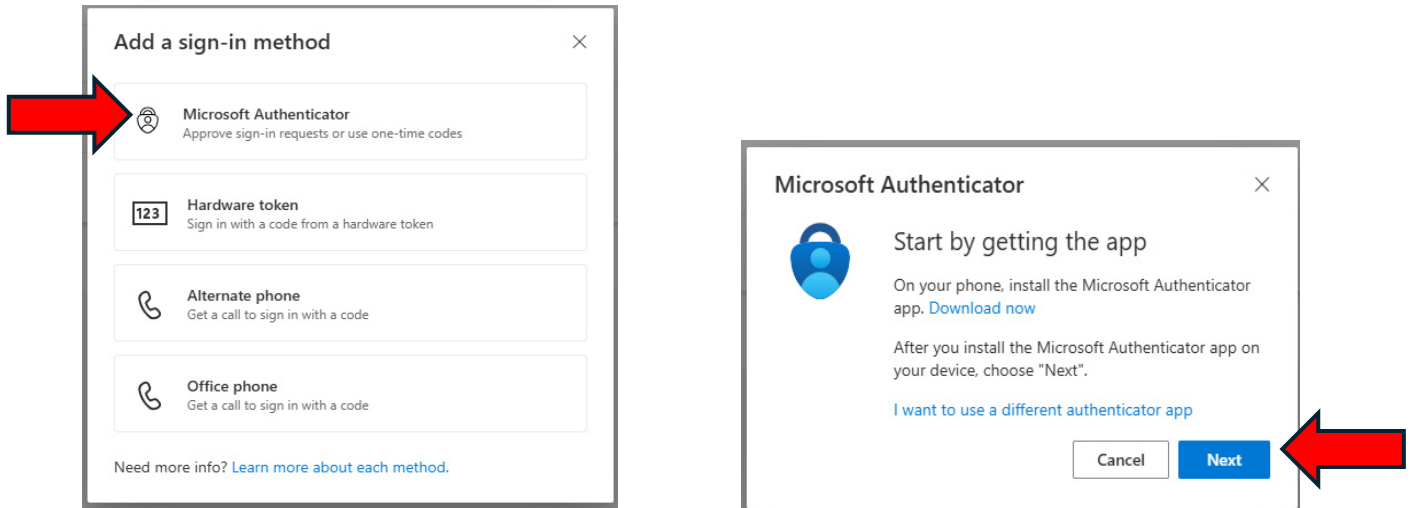 Add a sign-in method
Microsoft Authenticator
Approve sign-in requests or use one-time codes
123
Hardware token
Sign in with a code from a hardware token
Alternate phone
Get a call to sign in with a code
Office phone
Get a call to sign in with a code
Need more info? Learn more about each method.
Microsoft Authenticator
Start by getting the app
On your phone, install the Microsoft Authenticator
app. Download now
After you install the Microsoft Authenticator app on
your device, choose "Next".
I want to use a different authenticator app
Cancel
Next